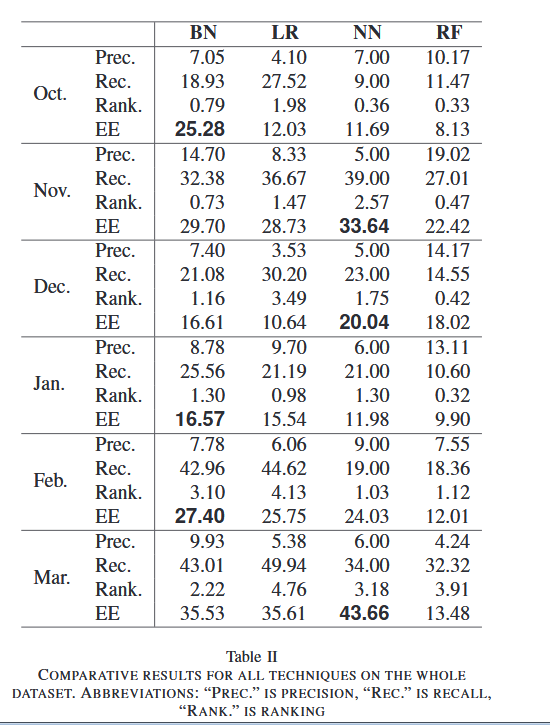 BN LR NN RF
Oct. Prec. 7.05 4.10 7.00 10.17
Rec. 18.93 27.52 9.00 11.47
Rank. 0.79 1.98 0.36 0.33
EE 25.28 12.03 11.69 8.13
Nov. Prec. 14.70 8.33 5.00 19.02
Rec. 32.38 36.67 39.00 27.01
Rank. 0.73 1.47 2.57 0.47
EE 29.70 28.73 33.64 22.42
Dec. Prec. 7.40 3.53 5.00 14.17
Rec. 21.08 30.20 23.00 14.55
Rank. 1.16 3.49 1.75 0.42
EE 16.61 10.64 20.04 18.02
Jan. Prec. 8.78 9.70 6.00 13.11
Rec. 25.56 21.19 21.00 10.60
Rank. 1.30 0.98 1.30 0.32
EE 16.57 15.54 11.98 9.90
Feb. Prec. 7.78 6.06 9.00 7.55
Rec. 42.96 44.62 19.00 18.36
Rank. 3.10 4.13 1.03 1.12
EE 27.40 25.75 24.03 12.01
Mar. Prec. 9.93 5.38 6.00 4.24
Rec. 43.01 49.94 34.00 32.32
Rank. 2.22 4.76 3.18 3.91
EE 35.53 35.61 43.66 13.48
Table II
COMPARATIVE RESULTS FOR ALL TECHNIQUES ON THE WHOLE
DATASET. ABBREVIATIONS: “PREC.” IS PRECISION, “REC.” IS RECALL,
“RANK.” IS RANKING